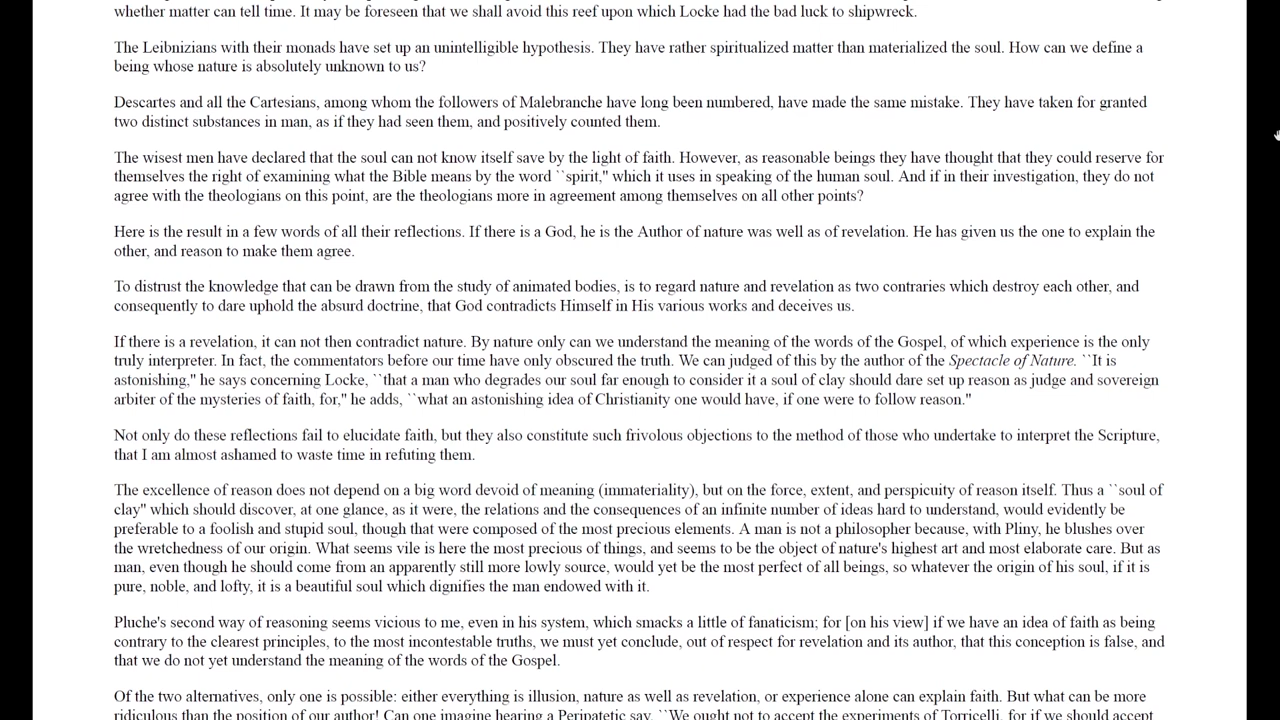 whether matter can tell time. It may be foreseen that we shall avoid this reef upon which Locke had the bad luck to shipwreck.
The Leibnizians with their monads have set up an unintelligible hypothesis. They have rather spiritualized matter than materialized the soul. How can we define a
being whose nature is absolutely unknown to us?
Descartes and all the Cartesians, among whom the followers of Malebranche have long been numbered, have made the same mistake. They have taken for granted
two distinct substances in man, as if they had seen them, and positively counted them.
The wisest men have declared that the soul can not know itself save by the light of faith. However, as reasonable beings they have thought that they could reserve for
themselves the right of examining what the Bible means by the word ``spirit,'' which it uses in speaking of the human soul. And if in their investigation, they do not
agree with the theologians on this point, are the theologians more in agreement among themselves on all other points?
Here is the result in a few words of all their reflections. If there is a God, he is the Author of nature was well as of revelation. He has given us the one to explain the
other, and reason to make them agree.
To distrust the knowledge that can be drawn from the study of animated bodies, is to regard nature and revelation as two contraries which destroy each other, and
consequently to dare uphold the absurd doctrine, that God contradicts Himself in His various works and deceives us.
If there is a revelation, it can not then contradict nature. By nature only can we understand the meaning of the words of the Gospel, of which experience is the only
truly interpreter. In fact, the commentators before our time have only obscured the truth. We can judged of this by the author of the Spectacle of Nature. ``It is
astonishing,'' he says concerning Locke, ``that a man who degrades our soul far enough to consider it a soul of clay should dare set up reason as judge and sovereign
arbiter of the mysteries of faith, for,'' he adds, ``what an astonishing idea of Christianity one would have, if one were to follow reason.''
Not only do these reflections fail to elucidate faith, but they also constitute such frivolous objections to the method of those who undertake to interpret the Scripture,
that I am almost ashamed to waste time in refuting them.
The excellence of reason does not depend on a big word devoid of meaning (immateriality), but on the force, extent, and perspicuity of reason itself. Thus a ``soul of
clay'' which should discover, at one glance, as it were, the relations and the consequences of an infinite number of ideas hard to understand, would evidently be
preferable to a foolish and stupid soul, though that were composed of the most precious elements. A man is not a philosopher because, with Pliny, he blushes over
the wretchedness of our origin. What seems vile is here the most precious of things, and seems to be the object of nature's highest art and most elaborate care. But as
man, even though he should come from an apparently still more lowly source, would yet be the most perfect of all beings, so whatever the origin of his soul, if it is
pure, noble, and lofty, it is a beautiful soul which dignifies the man endowed with it.
Pluche's second way of reasoning seems vicious to me, even in his system, which smacks a little of fanaticism; for [on his view] if we have an idea of faith as being
contrary to the clearest principles, to the most incontestable truths, we must yet conclude, out of respect for revelation and its author, that this conception is false, and
that we do not yet understand the meaning of the words of the Gospel.
Of the two alternatives, only one is possible: either everything is illusion, nature as well as revelation, or experience alone can explain faith. But what can be more
ridiculous than the position of our author! Can one imagine hearing a Peripatetic say, ``We ought not to accept the experiments of Torricelli, for if we should accept